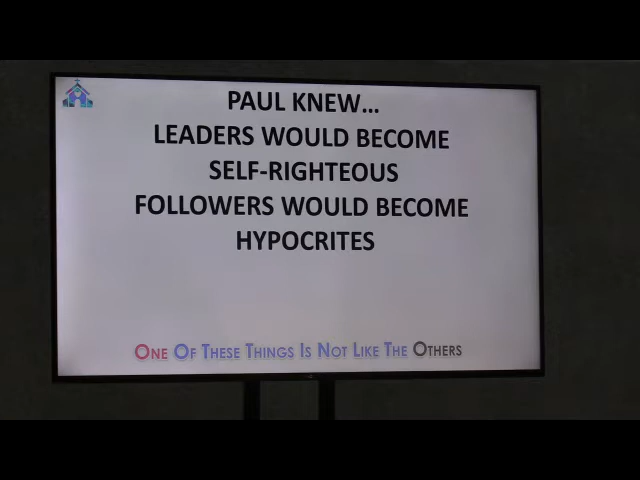 PAUL KNEW...
LEADERS WOULD BECOME
SELF-RIGHTEOUS
FOLLOWERS WOULD BECOME
HYPOCRITES
ONE OF THESE THINGS IS NOT LIKE THE OTHERS